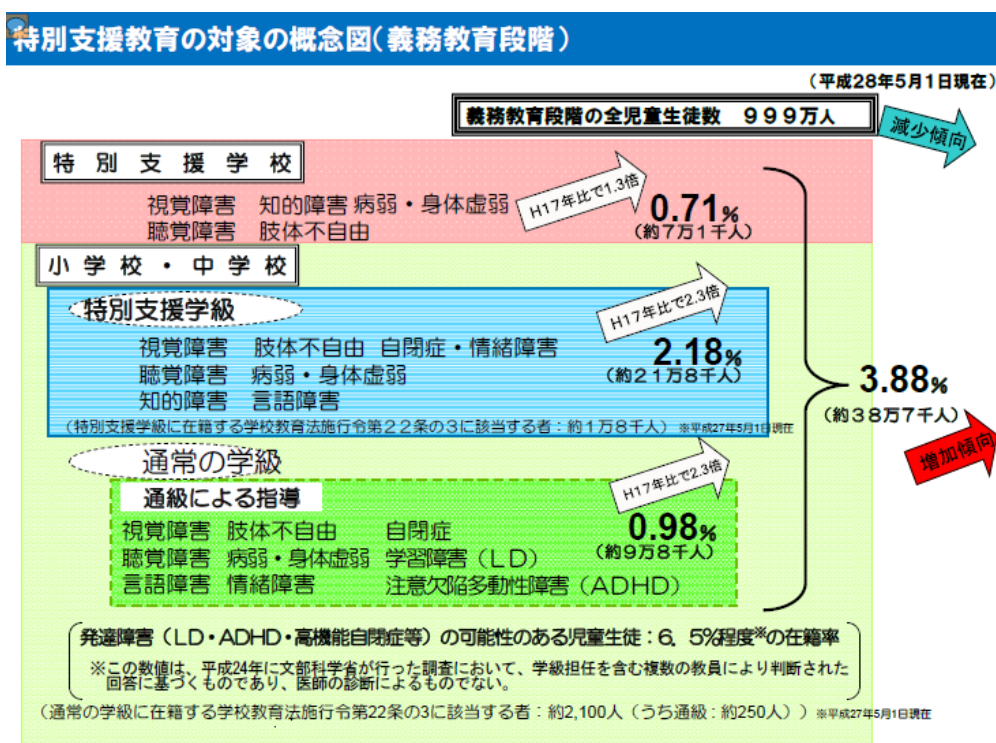 特別支援教育の対象の概念図(義務教育段階)
(平成28年5月1日現在)
義務教育段階の全児童生徒数 999万人
減少傾向
特別支援学校
視覚障害 知的障害 病弱・身体虚弱
聴覚障害 肢体不自由
H17年比で1.3倍
0.71%
(約7万1千人)
小学校・中学校
特別支援学級
視覚障害 肢体不自由 自閉症・情緒障害
聴覚障害 病弱・身体虚弱
知的障害 言語障害
H17年比で2.3倍
2.18%
(約21万8千人)
(特別支援学級に在籍する学校教育法施行令第22条の3に該当する者:約1万8千人) ※平成27年5月1日現在
3.88%
(約38万7千人)
増加傾向
通常の学級
通級による指導
視覚障害 肢体不自由 自閉症
聴覚障害 病弱・身体虚弱 学習障害(LD)
言語障害 情緒障害 注意欠陥多動性障害(ADHD)
H17年比で2.3倍
0.98%
(約9万8千人)
発達障害(LD・ADHD・高機能自閉症等)の可能性のある児童生徒:6.5%程度※の在籍率
※この数値は、平成24年に文部科学省が行った調査において、学級担任を含む複数の教員により判断された
回答に基づくものであり、医師の診断によるものでない。
(通常の学級に在籍する学校教育法施行令第22条の3に該当する者:約2,100人(うち通級:約250人)) ※平成27年5月1日現在